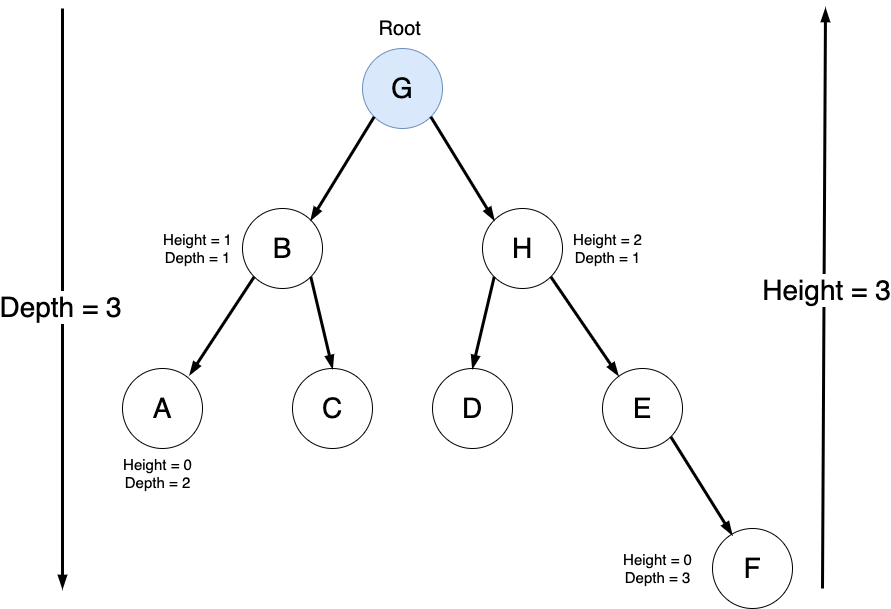 Root
G
B
Height = 1
Depth = 1
H
Height = 2
Depth = 1
Depth = 3
Height = 3
A
C
D
E
Height = 0
Depth = 2
Height = 0
Depth = 3
F